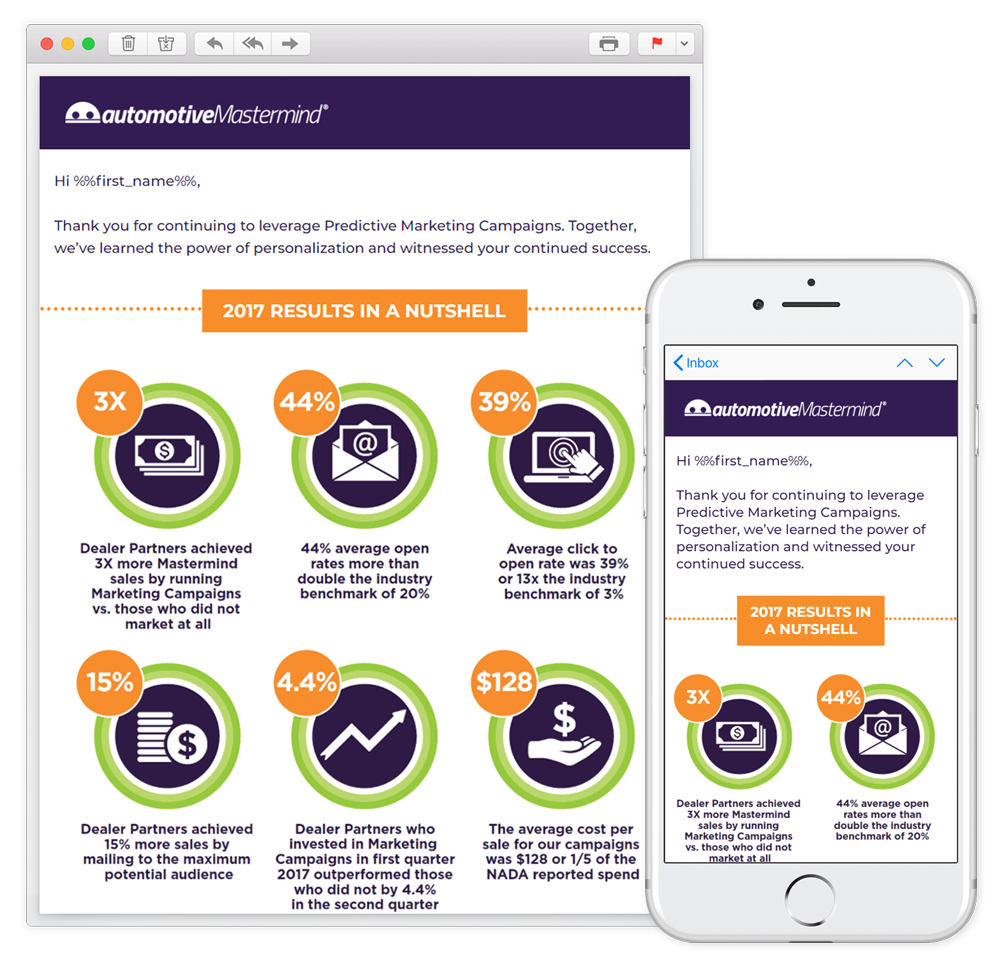 automotiveMastermind®
Hi %%first_name%%,
Thank you for continuing to leverage Predictive Marketing Campaigns. Together,
we’ve learned the power of personalization and witnessed your continued success.
2017 RESULTS IN A NUTSHELL
3X
Dealer Partners achieved
3X more Mastermind
sales by running
Marketing Campaigns
vs. those who did not
market at all
44%
@
44% average open
rates more than
double the industry
benchmark of 20%
39%
Average click to
open rate was 39%
or 13x the industry
benchmark of 3%
15%
$
Dealer Partners achieved
15% more sales by
mailing to the maximum
potential audience
4.4%
Dealer Partners who
invested in Marketing
Campaigns in first quarter
2017 outperformed those
who did not by 4.4%
in the second quarter
$128
$
The average cost per
sale for our campaigns
was $128 or 1/5 of the
NADA reported spend
Inbox
automotiveMastermind®
Hi %%first_name%%,
Thank you for continuing to leverage
Predictive Marketing Campaigns.
Together, we’ve learned the power of
personalization and witnessed your
continued success.
2017 RESULTS IN
A NUTSHELL
3X
$
Dealer Partners achieved
3X more Mastermind
sales by running
Marketing Campaigns
vs. those who did not
market at all
44%
@
44% average open
rates more than
double the industry
benchmark of 20%